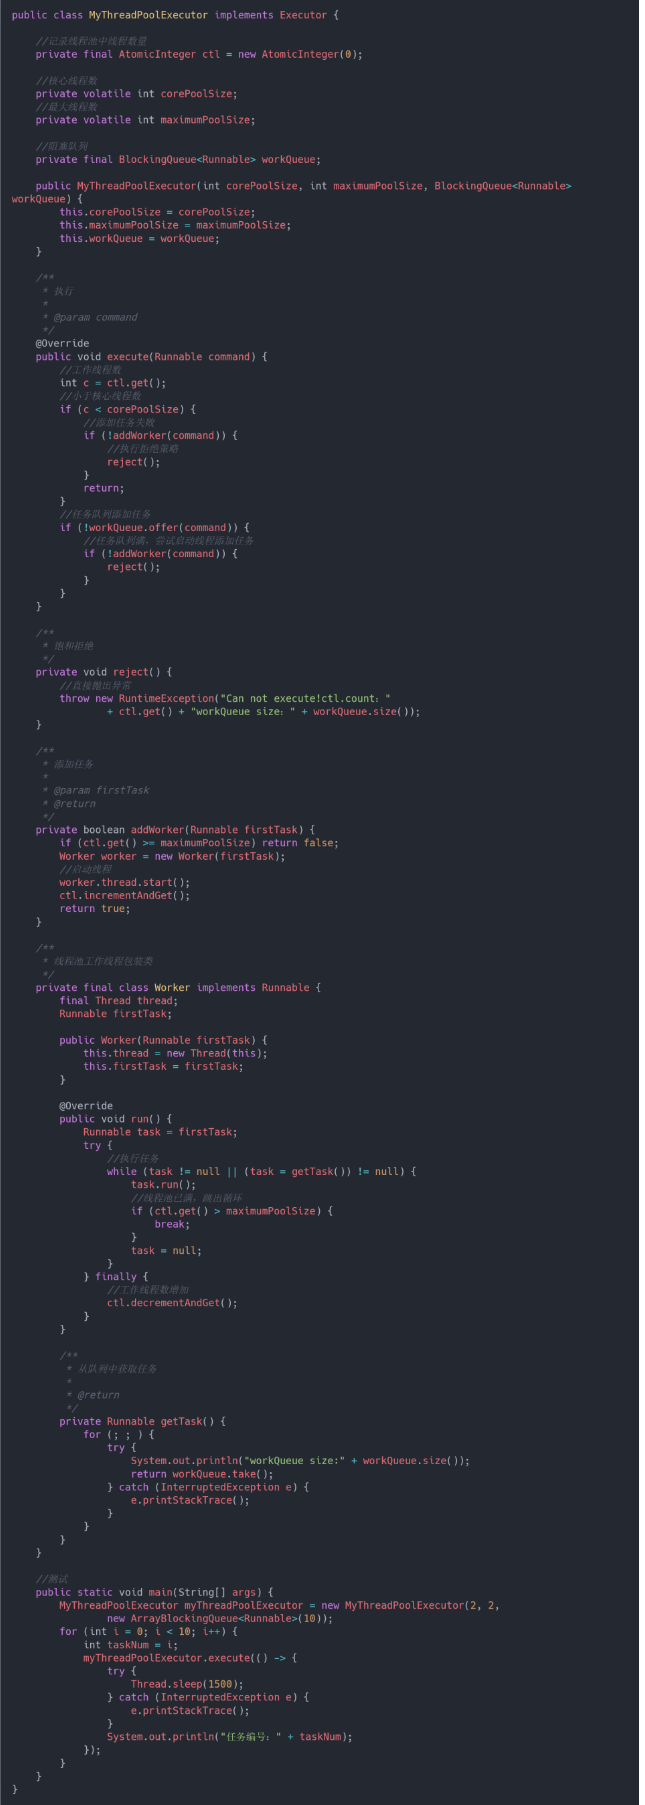 public class MyThreadPoolExecutor implements Executor {
//记录线程池中线程数量
private final AtomicInteger ctl = new AtomicInteger(0);
//核心线程数
private volatile int corePoolSize;
//最大线程数
private volatile int maximumPoolSize;
//阻塞队列
private final BlockingQueue<Runnable> workQueue;
public MyThreadPoolExecutor(int corePoolSize, int maximumPoolSize, BlockingQueue<Runnable>
workQueue) {
this.corePoolSize = corePoolSize;
this.maximumPoolSize = maximumPoolSize;
this.workQueue = workQueue;
}
/**
* 执行
*
* @param command
*/
@Override
public void execute(Runnable command) {
//工作线程数
int c = ctl.get();
//小于核心线程数
if (c < corePoolSize) {
//添加任务失败
if (!addWorker(command)) {
//执行拒绝策略
reject();
}
return;
}
//任务队列添加任务
if (!workQueue.offer(command)) {
//任务队列满，尝试启动线程添加任务
if (!addWorker(command)) {
reject();
}
}
}
/**
* 饱和拒绝
*/
private void reject() {
//直接抛出异常
throw new RuntimeException("Can not execute!ctl.count："
+ ctl.get() + "workQueue size：" + workQueue.size());
}
/**
* 添加任务
*
* @param firstTask
* @return
*/
private boolean addWorker(Runnable firstTask) {
if (ctl.get() >= maximumPoolSize) return false;
Worker worker = new Worker(firstTask);
//启动线程
worker.thread.start();
ctl.incrementAndGet();
return true;
}
/**
* 线程池工作线程包装类
*/
private final class Worker implements Runnable {
final Thread thread;
Runnable firstTask;
public Worker(Runnable firstTask) {
this.thread = new Thread(this);
this.firstTask = firstTask;
}
@Override
public void run() {
Runnable task = firstTask;
try {
//执行任务
while (task != null || (task = getTask()) != null) {
task.run();
//线程池已满，跳出循环
if (ctl.get() > maximumPoolSize) {
break;
}
task = null;
}
} finally {
//工作线程数增加
ctl.decrementAndGet();
}
}
/**
* 从队列中获取任务
*
* @return
*/
private Runnable getTask() {
for (; ; ) {
try {
System.out.println("workQueue size:" + workQueue.size());
return workQueue.take();
} catch (InterruptedException e) {
e.printStackTrace();
}
}
}
}
//测试
public static void main(String[] args) {
MyThreadPoolExecutor myThreadPoolExecutor = new MyThreadPoolExecutor(2, 2,
new ArrayBlockingQueue<Runnable>(10));
for (int i = 0; i < 10; i++) {
int taskNum = i;
myThreadPoolExecutor.execute(() -> {
try {
Thread.sleep(1500);
} catch (InterruptedException e) {
e.printStackTrace();
}
System.out.println("任务编号：" + taskNum);
});
}
}
}